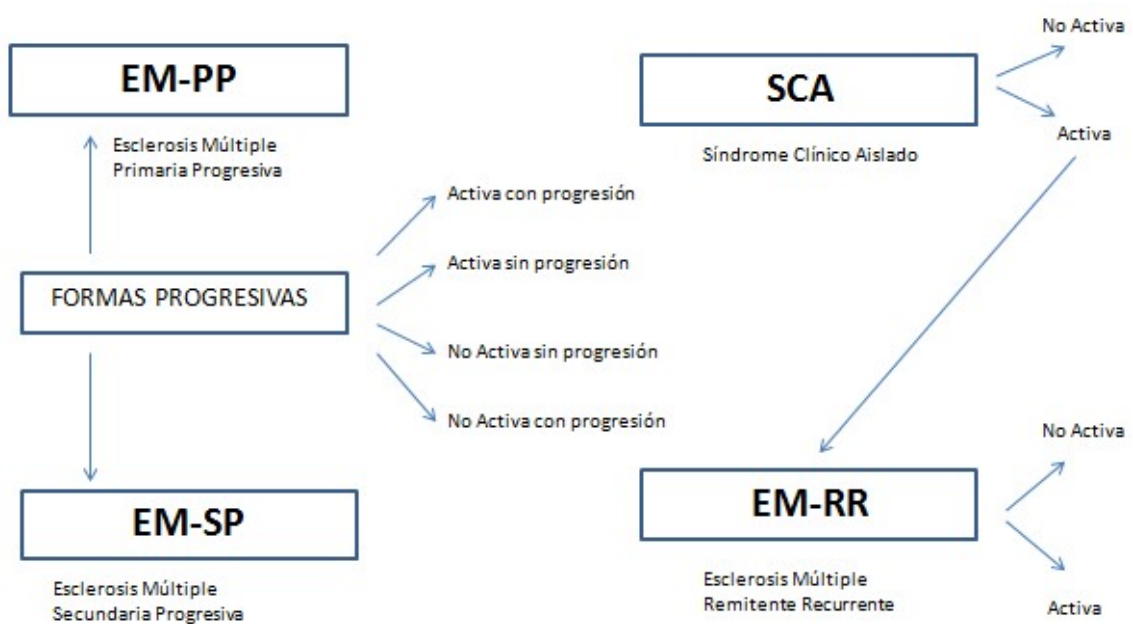 EM-PP
Esclerosis Múltiple
Primaria Progresiva
FORMAS PROGRESIVAS
Activa con progresión
Activa sin progresión
No Activa sin progresión
No Activa con progresión
EM-SP
Esclerosis Múltiple
Secundaria Progresiva
SCA
Síndrome Clínico Aislado
No Activa
Activa
EM-RR
Esclerosis Múltiple
Remitente Recurrente
No Activa
Activa